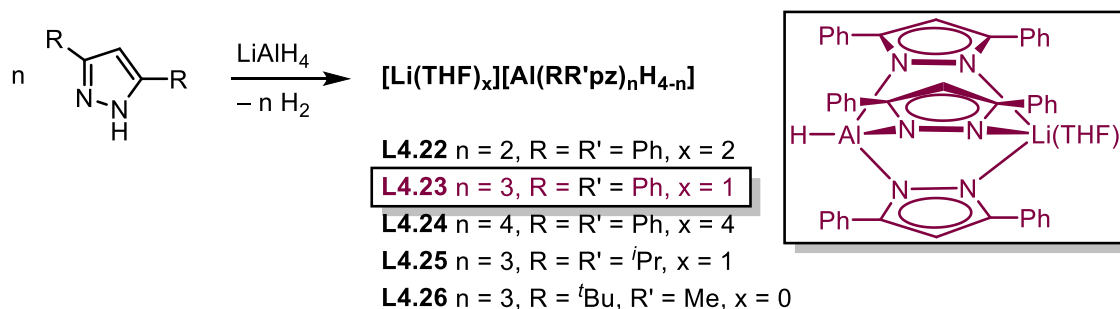 n
R
R
N
N
H
LiAlH₄
– n H₂
[Li(THF)ₓ][Al(RR'pz)ₙH₄₋ₙ]
L4.22 n = 2, R = R' = Ph, x = 2
L4.23 n = 3, R = R' = Ph, x = 1
L4.24 n = 4, R = R' = Ph, x = 4
L4.25 n = 3, R = R' = ⁱPr, x = 1
L4.26 n = 3, R = ᵗBu, R' = Me, x = 0
Ph Ph
N N
Ph Ph
H Al N N Li(THF)
N N
Ph Ph